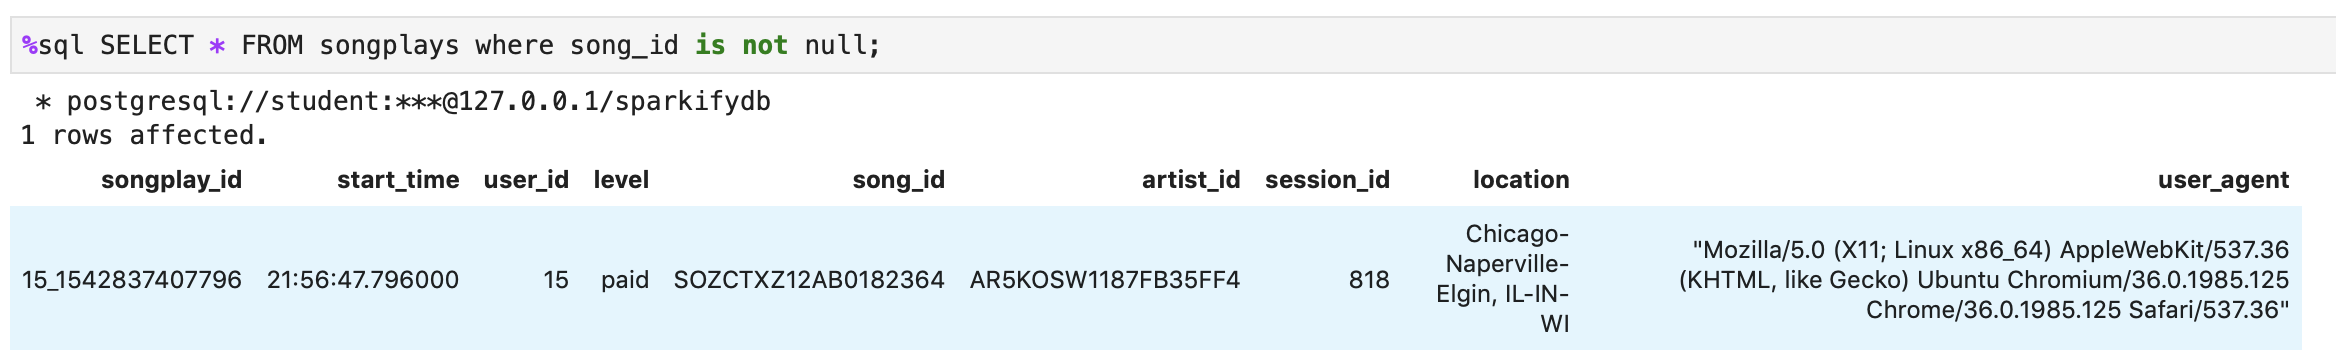 %sql SELECT * FROM songplays where song_id is not null;
* postgresql://student:***@127.0.0.1/sparkifydb
1 rows affected.
songplay_id start_time user_id level song_id artist_id session_id location user_agent
15_1542837407796 21:56:47.796000 15 paid SOZCTXZ12AB0182364 AR5KOSW1187FB35FF4 818
Chicago-
Naperville-
Elgin, IL-IN-
WI
"Mozilla/5.0 (X11; Linux x86_64) AppleWebKit/537.36
(KHTML, like Gecko) Ubuntu Chromium/36.0.1985.125
Chrome/36.0.1985.125 Safari/537.36"